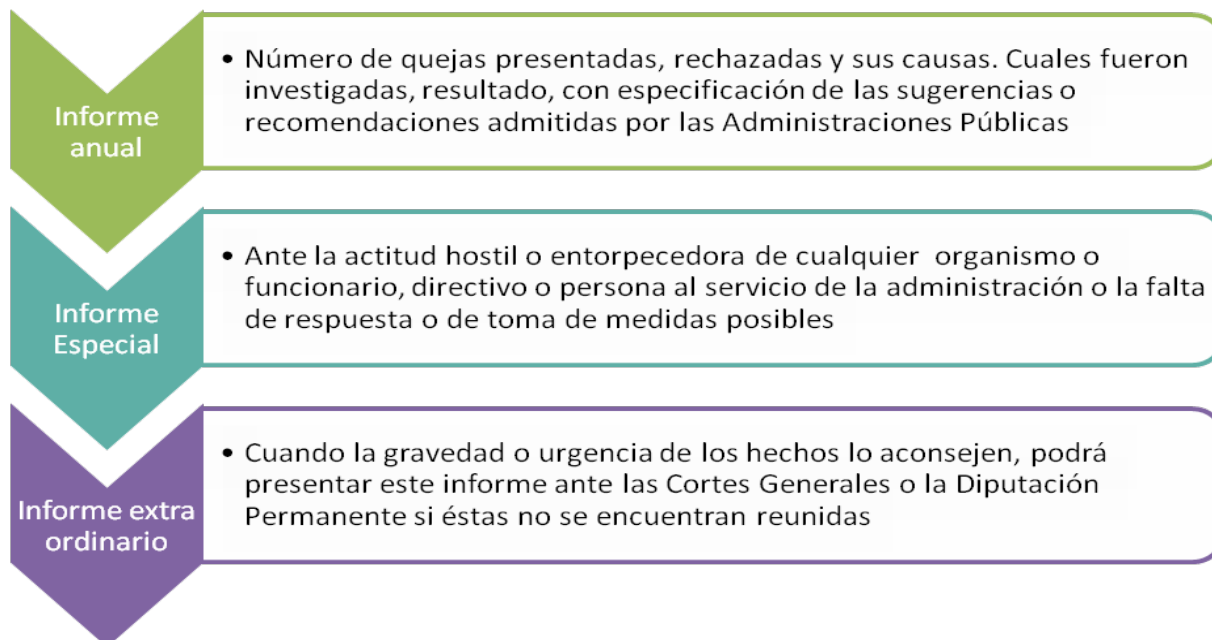 Informe
anual
• Número de quejas presentadas, rechazadas y sus causas. Cuales fueron
investigadas, resultado, con especificación de las sugerencias o
recomendaciones admitidas por las Administraciones Públicas
Informe
Especial
• Ante la actitud hostil o entorpecedora de cualquier organismo o
funcionario, directivo o persona al servicio de la administración o la falta
de respuesta o de toma de medidas posibles
Informe extra
ordinario
• Cuando la gravedad o urgencia de los hechos lo aconsejen, podrá
presentar este informe ante las Cortes Generales o la Diputación
Permanente si éstas no se encuentran reunidas